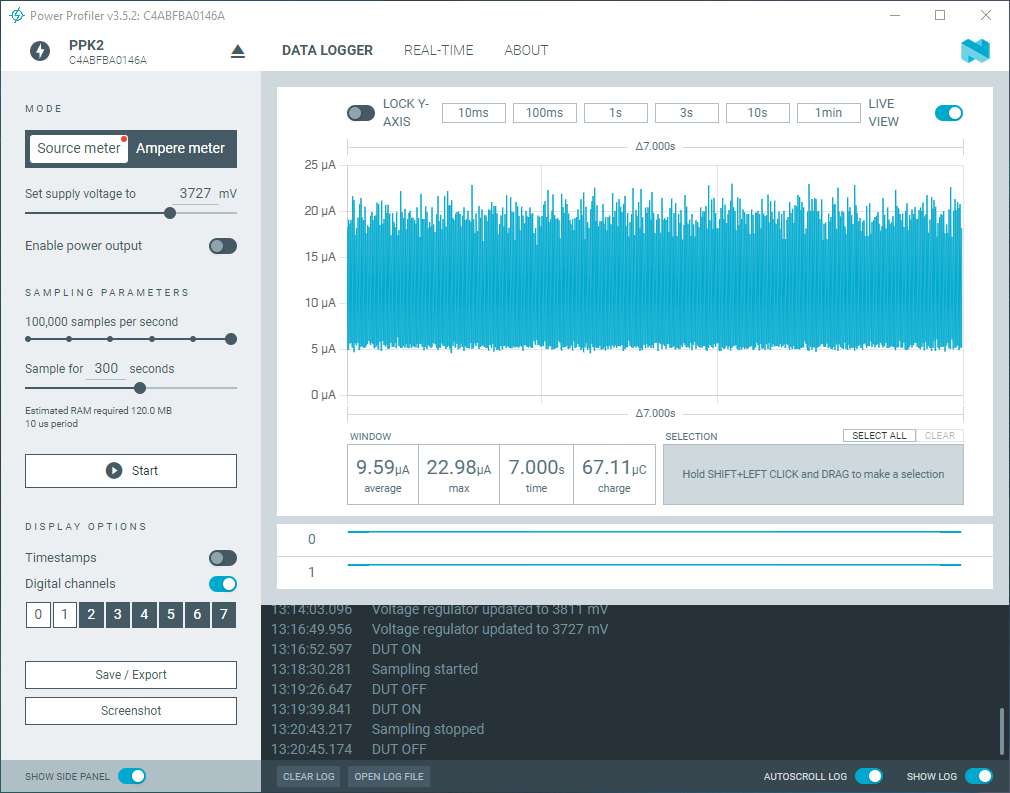 Power Profiler v3.5.2: C4ABFBA0146A
PPK2
C4ABFBA0146A
DATA LOGGER REAL-TIME ABOUT
MODE
Source meter Ampere meter
Set supply voltage to 3727 mV
Enable power output
SAMPLING PARAMETERS
100,000 samples per second
Sample for 300 seconds
Estimated RAM required 120.0 MB
10 us period
Start
DISPLAY OPTIONS
Timestamps
Digital channels
0 1 2 3 4 5 6 7
Save / Export
Screenshot
SHOW SIDE PANEL
LOCK Y-
AXIS
10ms 100ms 1s 3s 10s 1min
LIVE
VIEW
Δ7.000s
25 µA
20 µA
15 µA
10 µA
5 µA
0 µA
Δ7.000s
WINDOW
9.59µA
average
22.98µA
max
7.000s
time
67.11µC
charge
SELECTION
SELECT ALL CLEAR
Hold SHIFT+LEFT CLICK and DRAG to make a selection
0
1
13:14:03.096 Voltage regulator updated to 3811 mV
13:16:49.956 Voltage regulator updated to 3727 mV
13:16:52.597 DUT ON
13:18:30.281 Sampling started
13:19:26.647 DUT OFF
13:19:39.841 DUT ON
13:20:43.217 Sampling stopped
13:20:45.174 DUT OFF
CLEAR LOG OPEN LOG FILE AUTOSCROLL LOG SHOW LOG